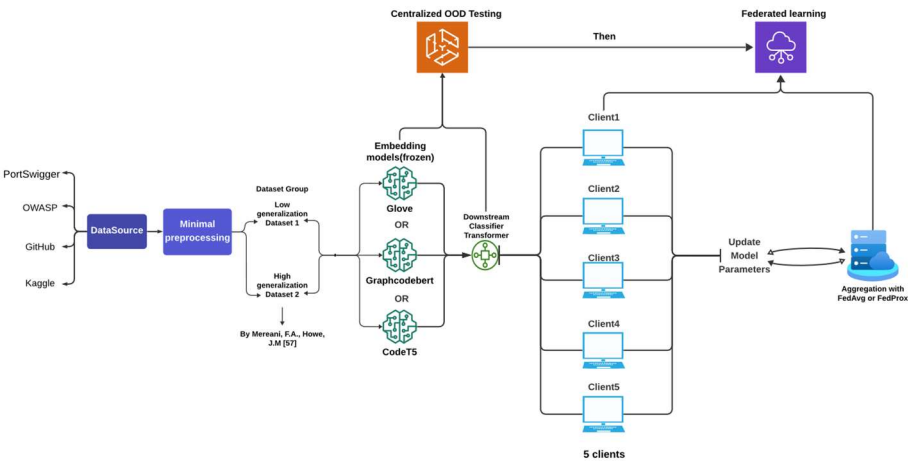 Centralized OOD Testing
Federated learning
Then
PortSwigger
OWASP
GitHub
Kaggle
DataSource
Minimal
preprocessing
Dataset Group
Low
generalization
Dataset 1
High
generalization
Dataset 2
By Mereani, F.A., Howe,
J.M [57]
Embedding
models(frozen)
Glove
OR
Graphcodebert
OR
CodeT5
Downstream
Classifier
Transformer
Client1
Client2
Client3
Client4
Client5
5 clients
Update
Model
Parameters
Aggregation with
FedAvg or FedProx